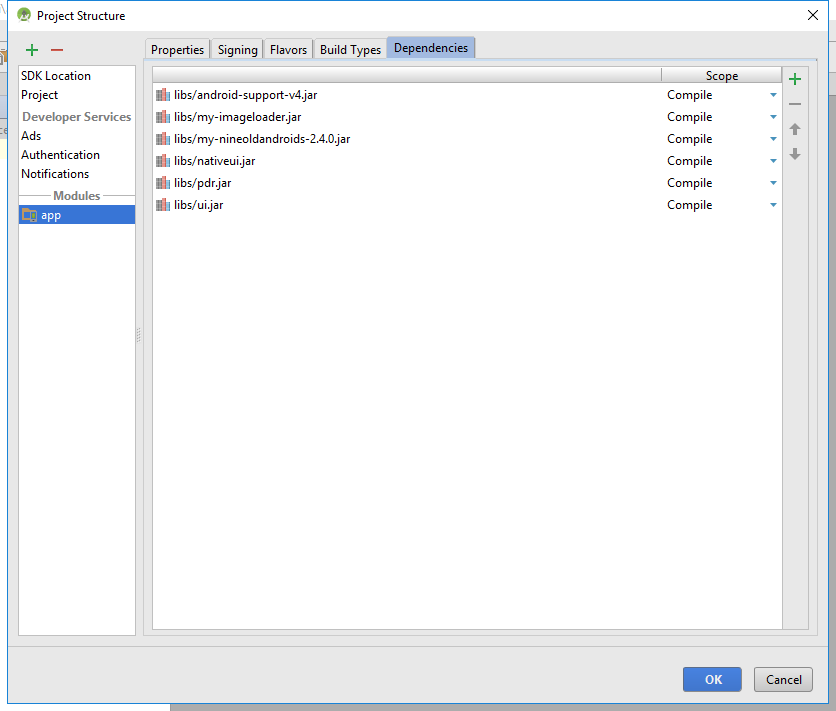 Project Structure
Properties Signing Flavors Build Types Dependencies
SDK Location
Project
Developer Services
Ads
Authentication
Notifications
Modules
app
Scope
libs/android-support-v4.jar Compile
libs/my-imageloader.jar Compile
libs/my-nineoldandroids-2.4.0.jar Compile
libs/nativeui.jar Compile
libs/pdr.jar Compile
libs/ui.jar Compile
OK Cancel